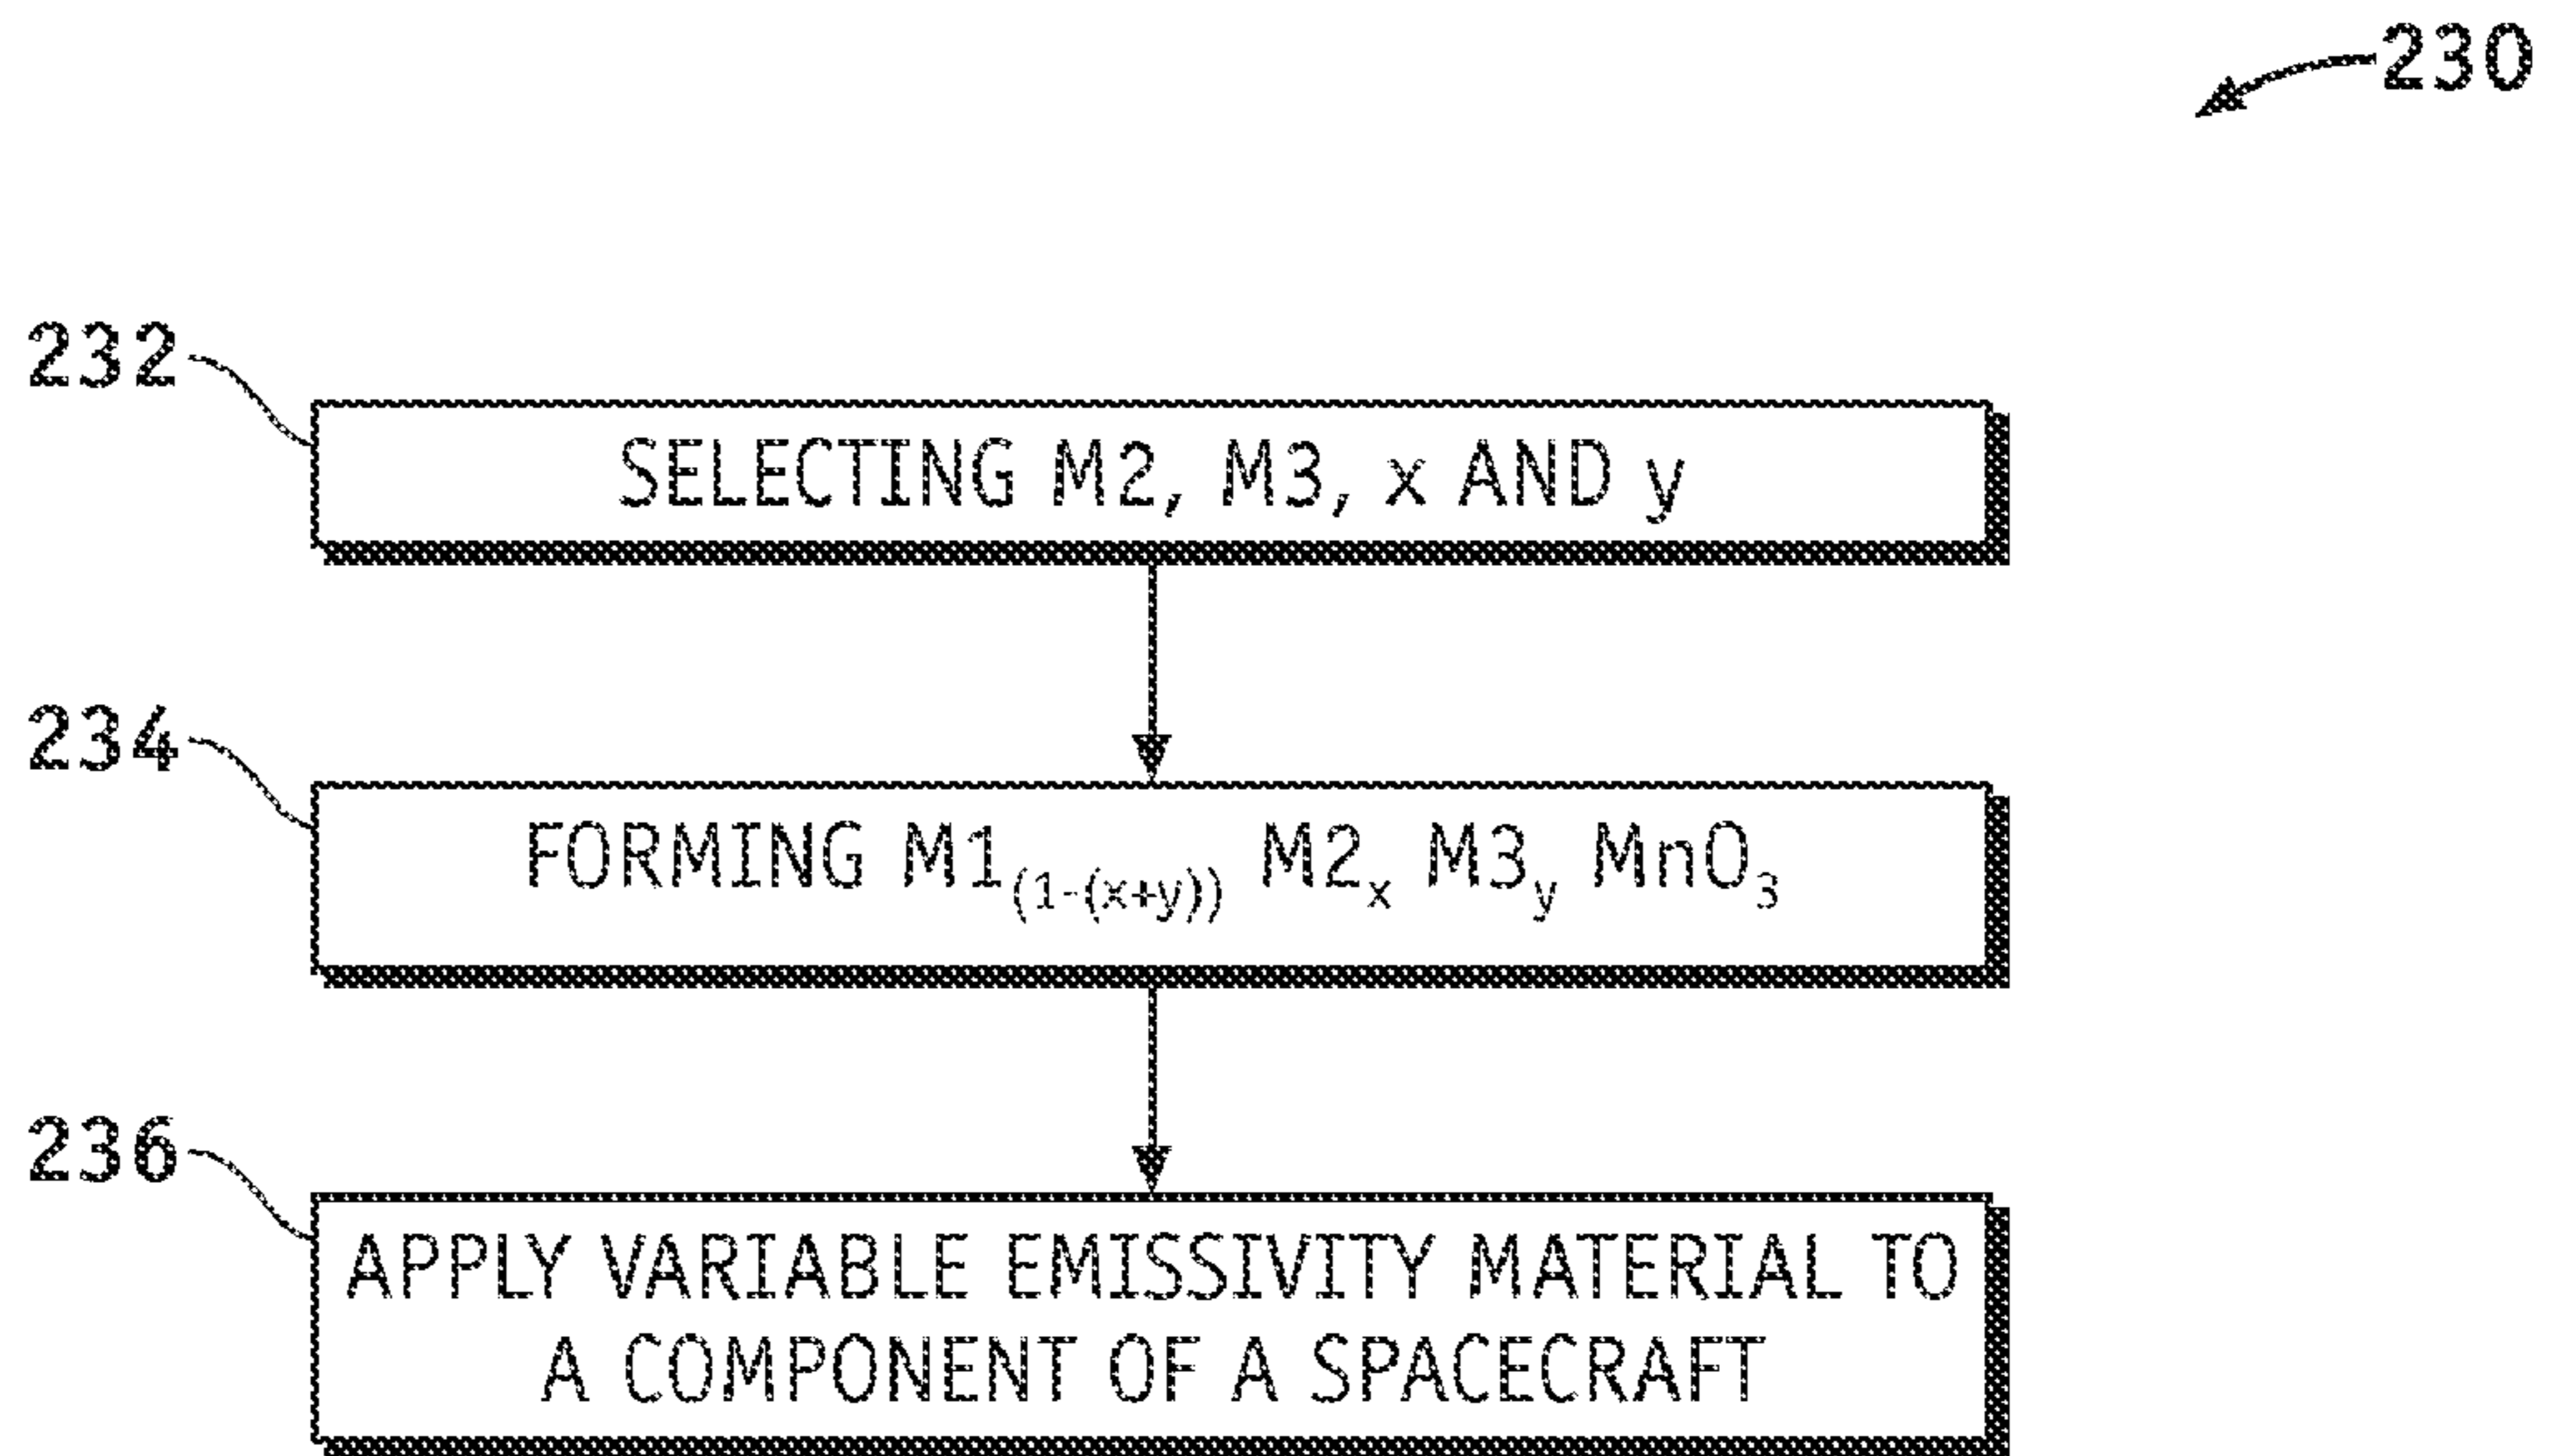 230
232
SELECTING M2, M3, x AND y
234
FORMING M1(1-(x+y)) M2x M3y MnO3
236
APPLY VARIABLE EMISSIVITY MATERIAL TO
A COMPONENT OF A SPACECRAFT